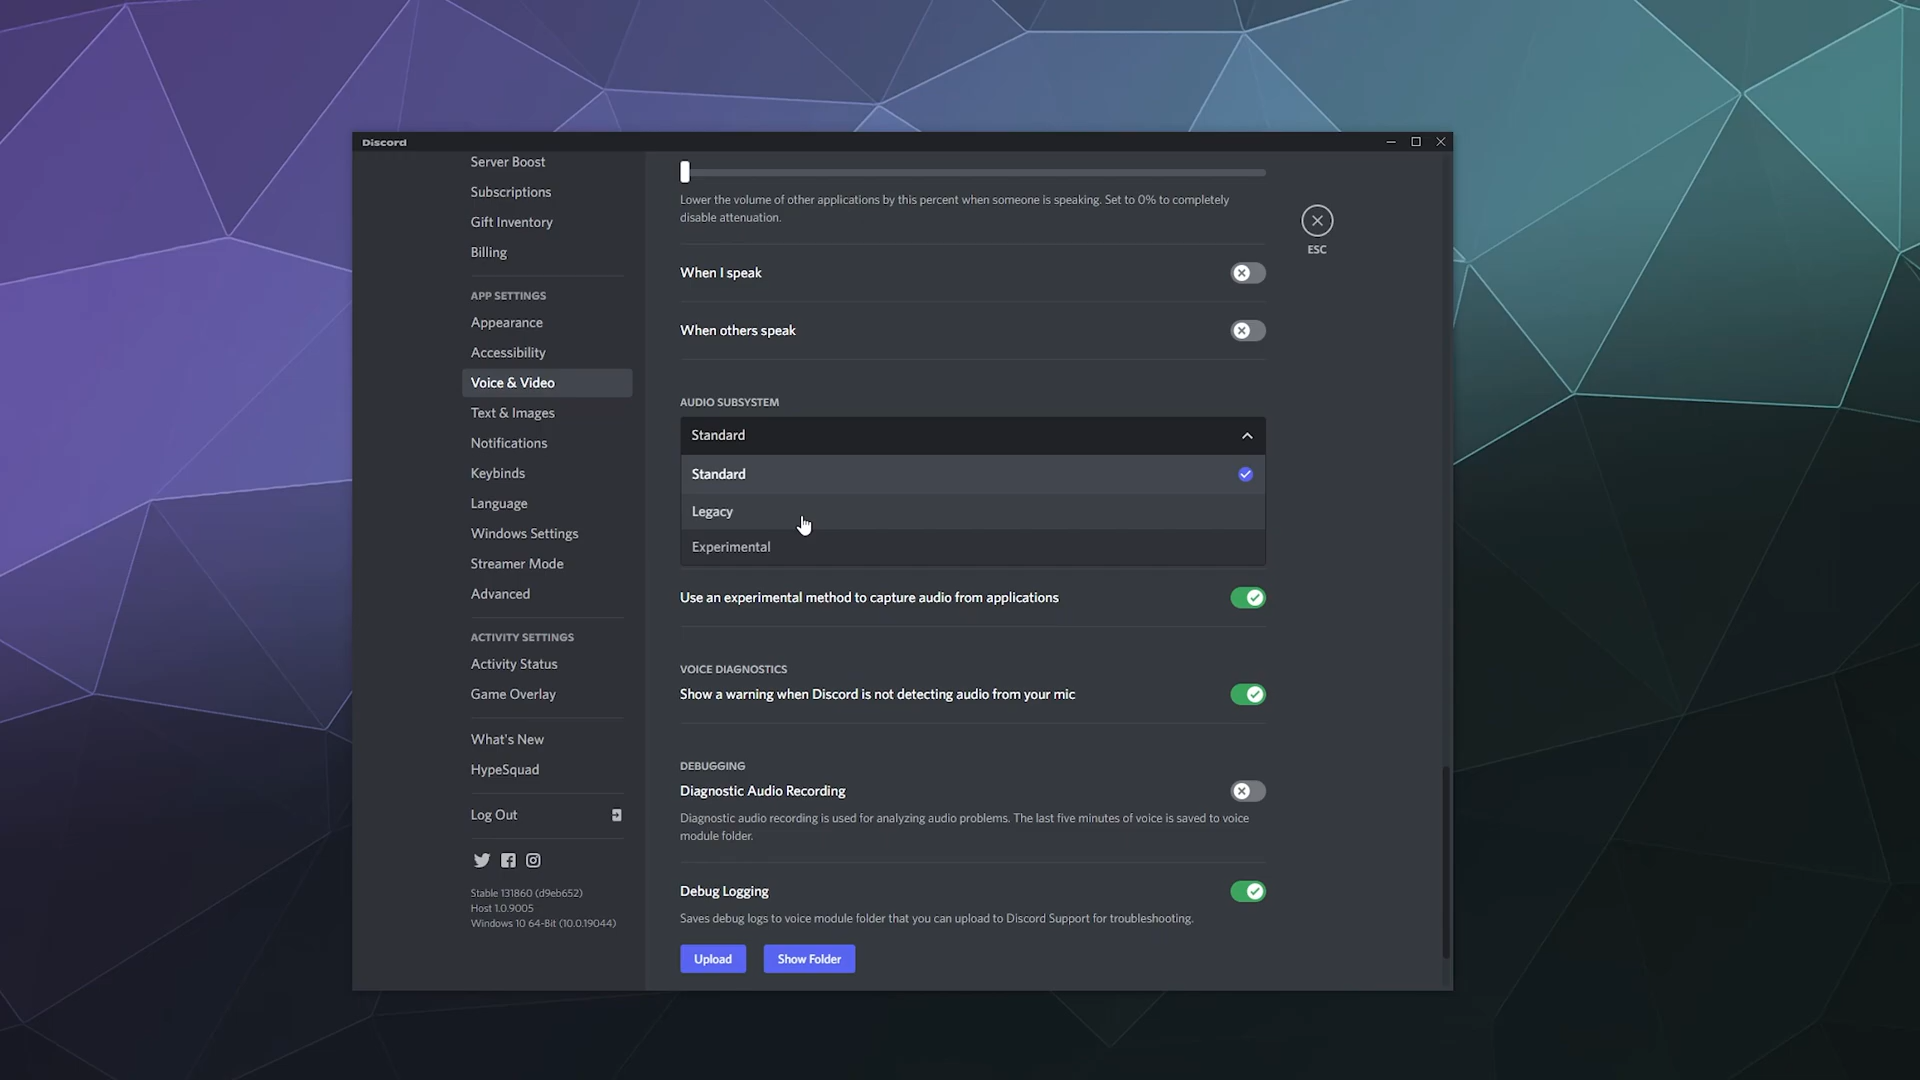 Discord
Server Boost
Subscriptions
Gift Inventory
Billing
APP SETTINGS
Appearance
Accessibility
Voice & Video
Text & Images
Notifications
Keybinds
Language
Windows Settings
Streamer Mode
Advanced
ACTIVITY SETTINGS
Activity Status
Game Overlay
What's New
HypeSquad
Log Out
Stable 131860 (d9eb652)
Host 1.0.9005
Windows 10 64-Bit (10.0.19044)
Lower the volume of other applications by this percent when someone is speaking. Set to 0% to completely
disable attenuation.
When I speak
When others speak
AUDIO SUBSYSTEM
Standard
Standard
Legacy
Experimental
Use an experimental method to capture audio from applications
VOICE DIAGNOSTICS
Show a warning when Discord is not detecting audio from your mic
DEBUGGING
Diagnostic Audio Recording
Diagnostic audio recording is used for analyzing audio problems. The last five minutes of voice is saved to voice
module folder.
Debug Logging
Saves debug logs to voice module folder that you can upload to Discord Support for troubleshooting.
Upload
Show Folder
ESC